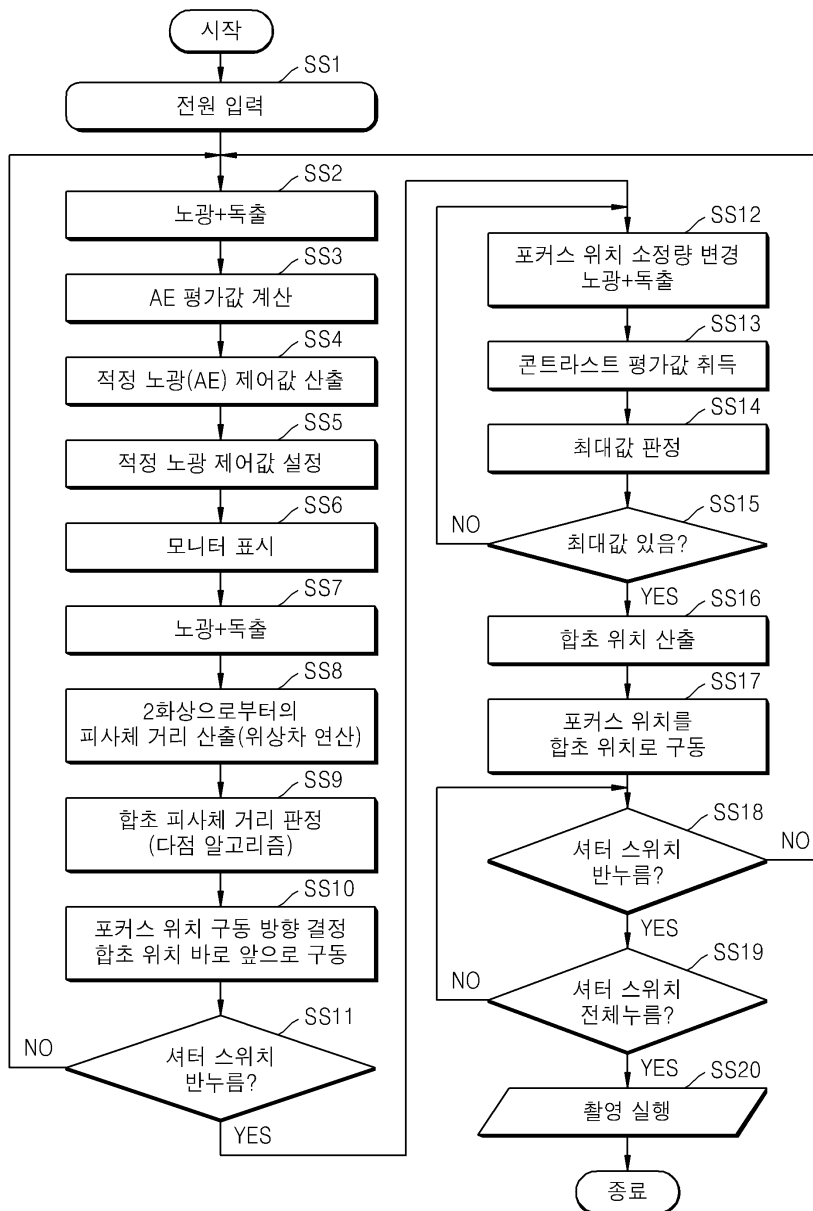 시작
SS1
전원 입력
SS2
노광+독출
SS3
AE 평가값 계산
SS4
적정 노광(AE) 제어값 산출
SS5
적정 노광 제어값 설정
SS6
모니터 표시
SS7
노광+독출
SS8
2화상으로부터의
피사체 거리 산출(위상차 연산)
SS9
합초 피사체 거리 판정
(다점 알고리즘)
SS10
포커스 위치 구동 방향 결정
합초 위치 바로 앞으로 구동
SS11
NO
셔터 스위치
반누름?
YES
SS12
포커스 위치 소정량 변경
노광+독출
SS13
콘트라스트 평가값 취득
SS14
최대값 판정
SS15
NO
최대값 있음?
YES
SS16
합초 위치 산출
SS17
포커스 위치를
합초 위치로 구동
SS18
NO
셔터 스위치
반누름?
YES
SS19
NO
셔터 스위치
전체누름?
YES
SS20
촬영 실행
종료